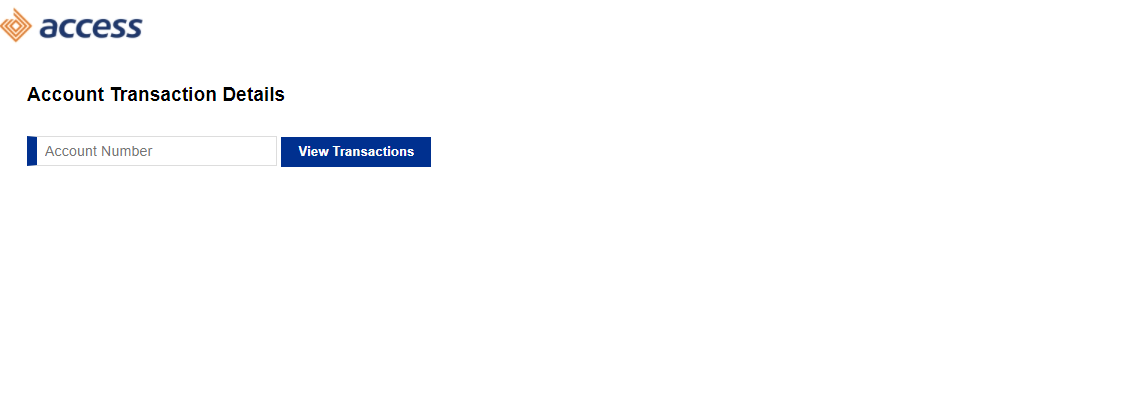 access
Account Transaction Details
Account Number
View Transactions